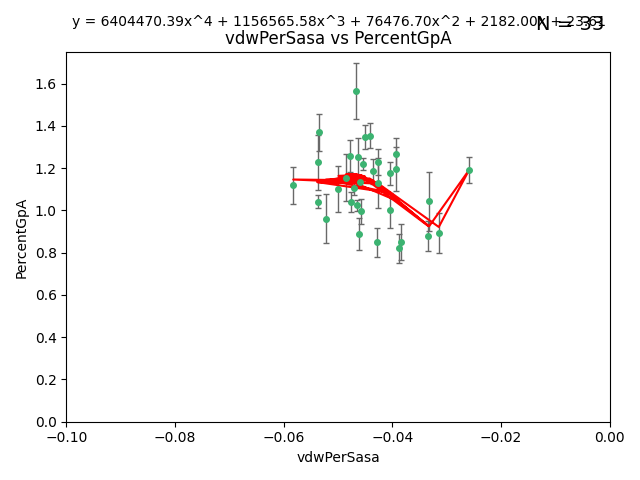 y = 6404470.39x^4 + 1156565.58x^3 + 76476.70x^2 + 2182.00x + 23.61
N = 33
vdwPerSasa vs PercentGpA
PercentGpA
1.6
1.4
1.2
1.0
0.8
0.6
0.4
0.2
0.0
−0.10 −0.08 −0.06 −0.04 −0.02 0.00
vdwPerSasa